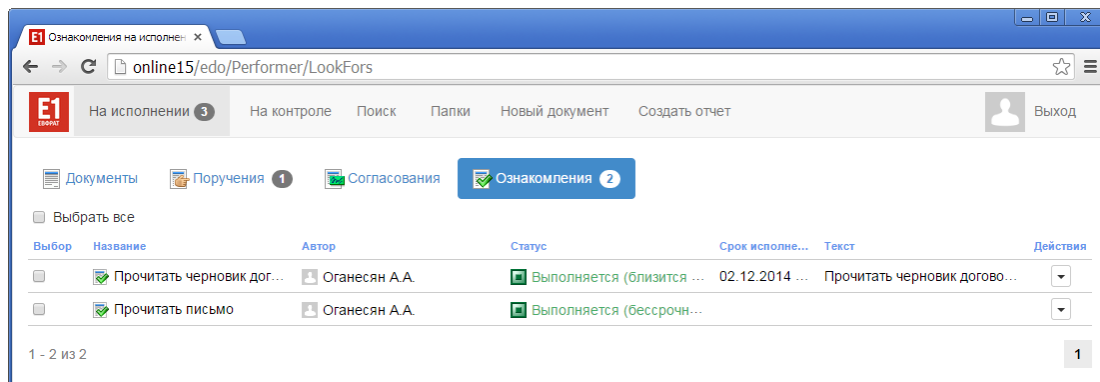 E1 Ознакомления на исполнен ×
online15/edo/Performer/LookFors
E1 ЕВФРАТ На исполнении 3 На контроле Поиск Папки Новый документ Создать отчет Выход
Документы Поручения 1 Согласования Ознакомления 2
Выбрать все
Выбор Название Автор Статус Срок исполне... Текст Действия
Прочитать черновик дог... Оганесян А.А. Выполняется (близится ... 02.12.2014 ... Прочитать черновик догово...
Прочитать письмо Оганесян А.А. Выполняется (бессрочн...
1 - 2 из 2 1